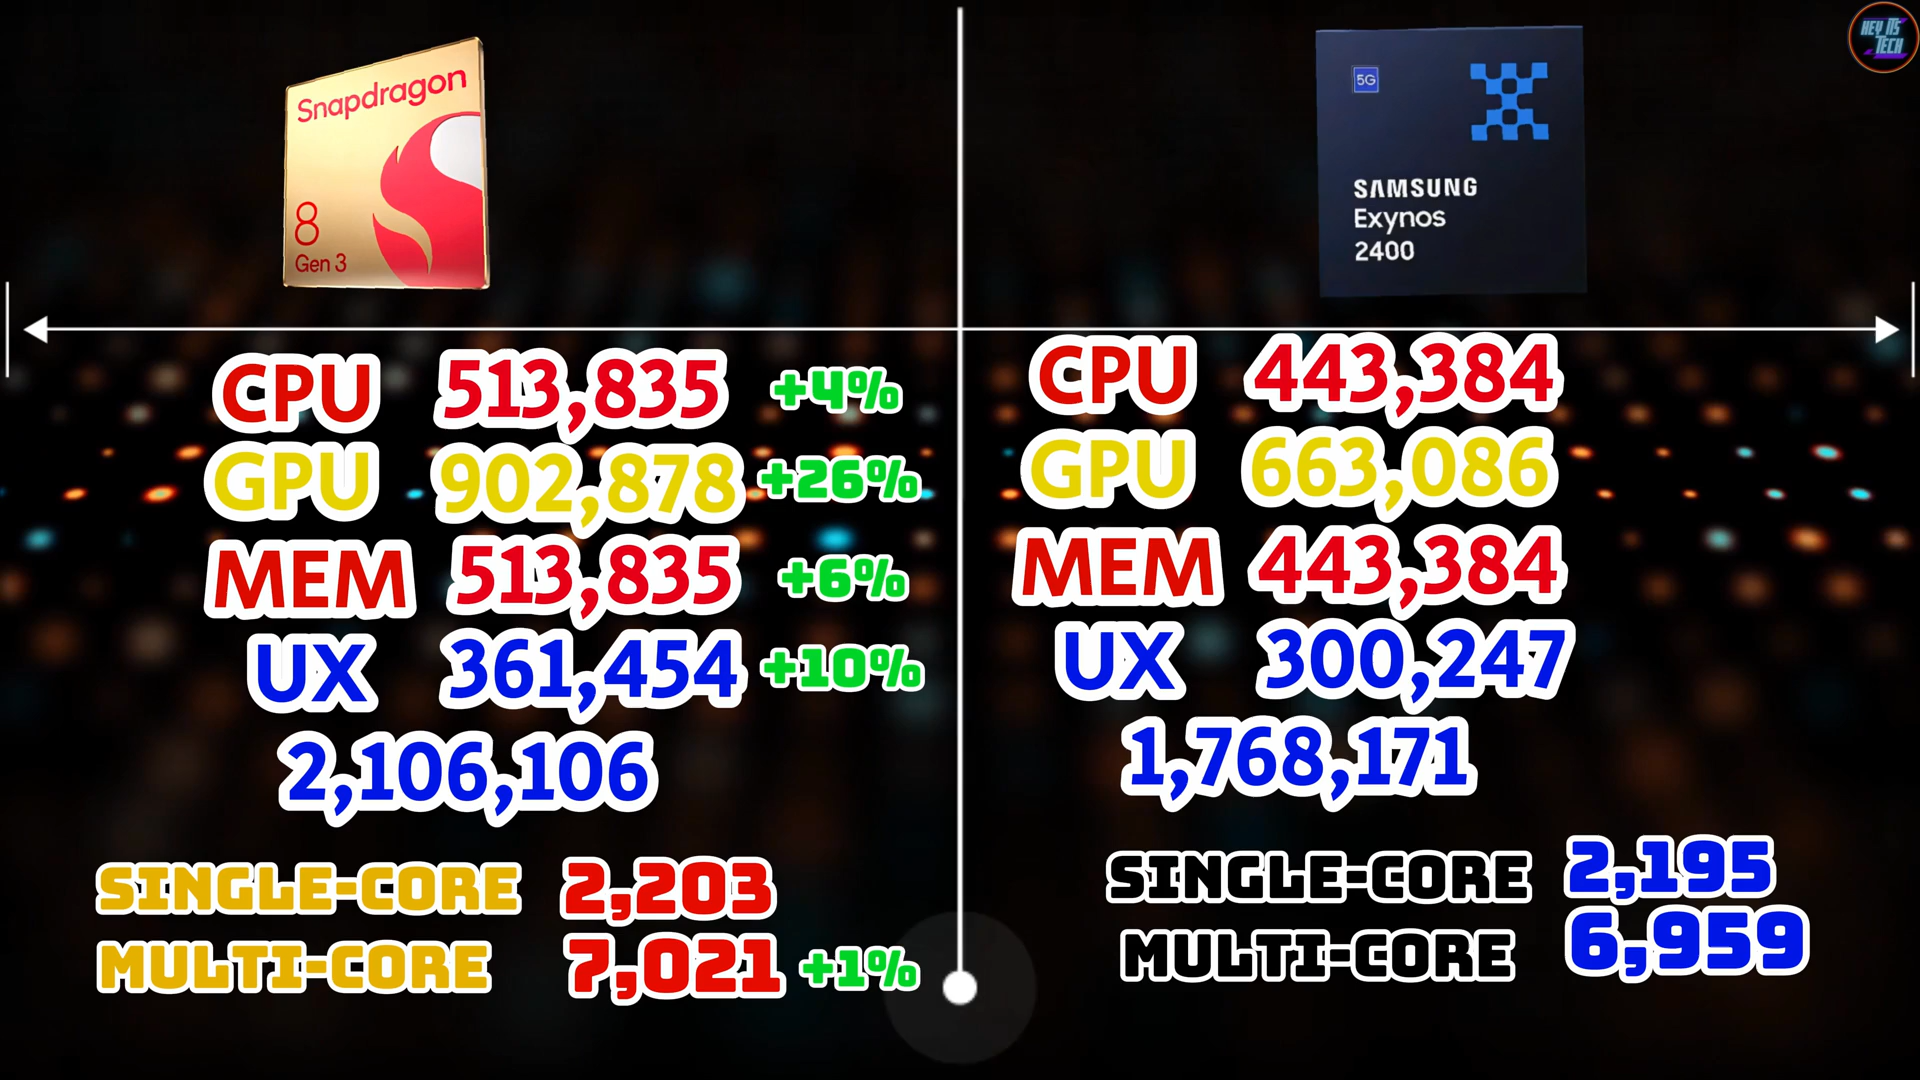 HEY ITS
TECH
Snapdragon
8
Gen 3
5G
SAMSUNG
Exynos
2400
CPU 513,835 +4%
GPU 902,878 +26%
MEM 513,835 +6%
UX 361,454 +10%
2,106,106
SINGLE-CORE 2,203
MULTI-CORE 7,021 +1%
CPU 443,384
GPU 663,086
MEM 443,384
UX 300,247
1,768,171
SINGLE-CORE 2,195
MULTI-CORE 6,959